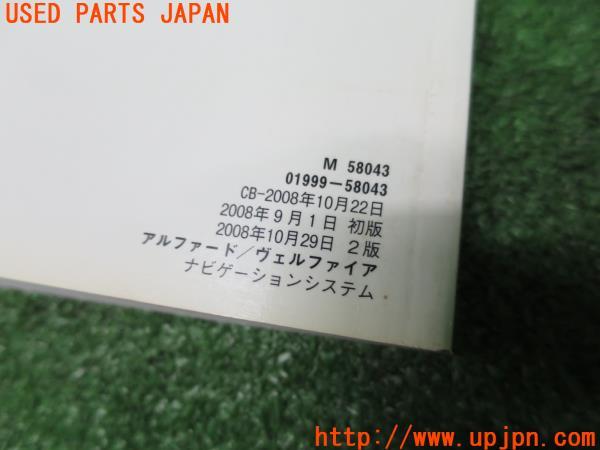 USED PARTS JAPAN
M 58043
01999-58043
CB-2008年10月22日
2008年9月1日 初版
2008年10月29日 2版
アルファード/ヴェルファイア
ナビゲーションシステム
UPJ
http://www.upjpn.com